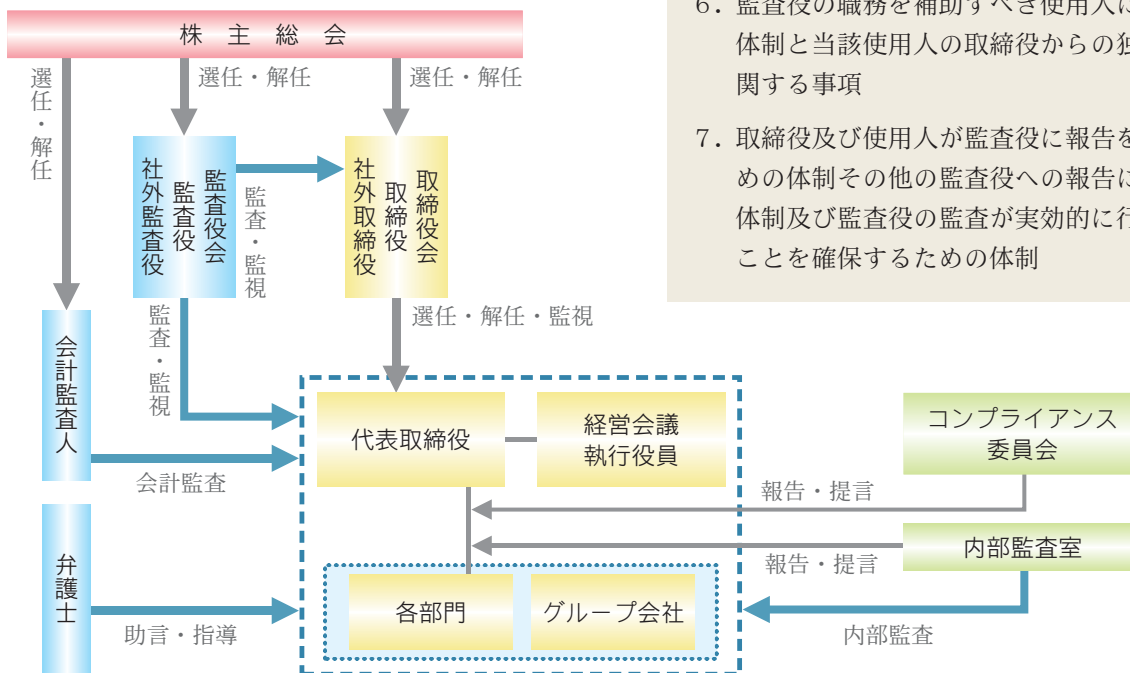 株主総会
選任・解任
選任・解任
選任・解任
監査役会
監査役
社外監査役
監査・監視
取締役会
取締役
社外取締役
監査・監視
選任・解任・監視
会計監査人
会計監査
代表取締役
経営会議
執行役員
コンプライアンス
委員会
報告・提言
内部監査室
報告・提言
内部監査
弁護士
助言・指導
各部門
グループ会社
6．監査役の職務を補助すべき使用人に
体制と当該使用人の取締役からの独
関する事項
7．取締役及び使用人が監査役に報告を
めの体制その他の監査役への報告に
体制及び監査役の監査が実効的に行
ことを確保するための体制